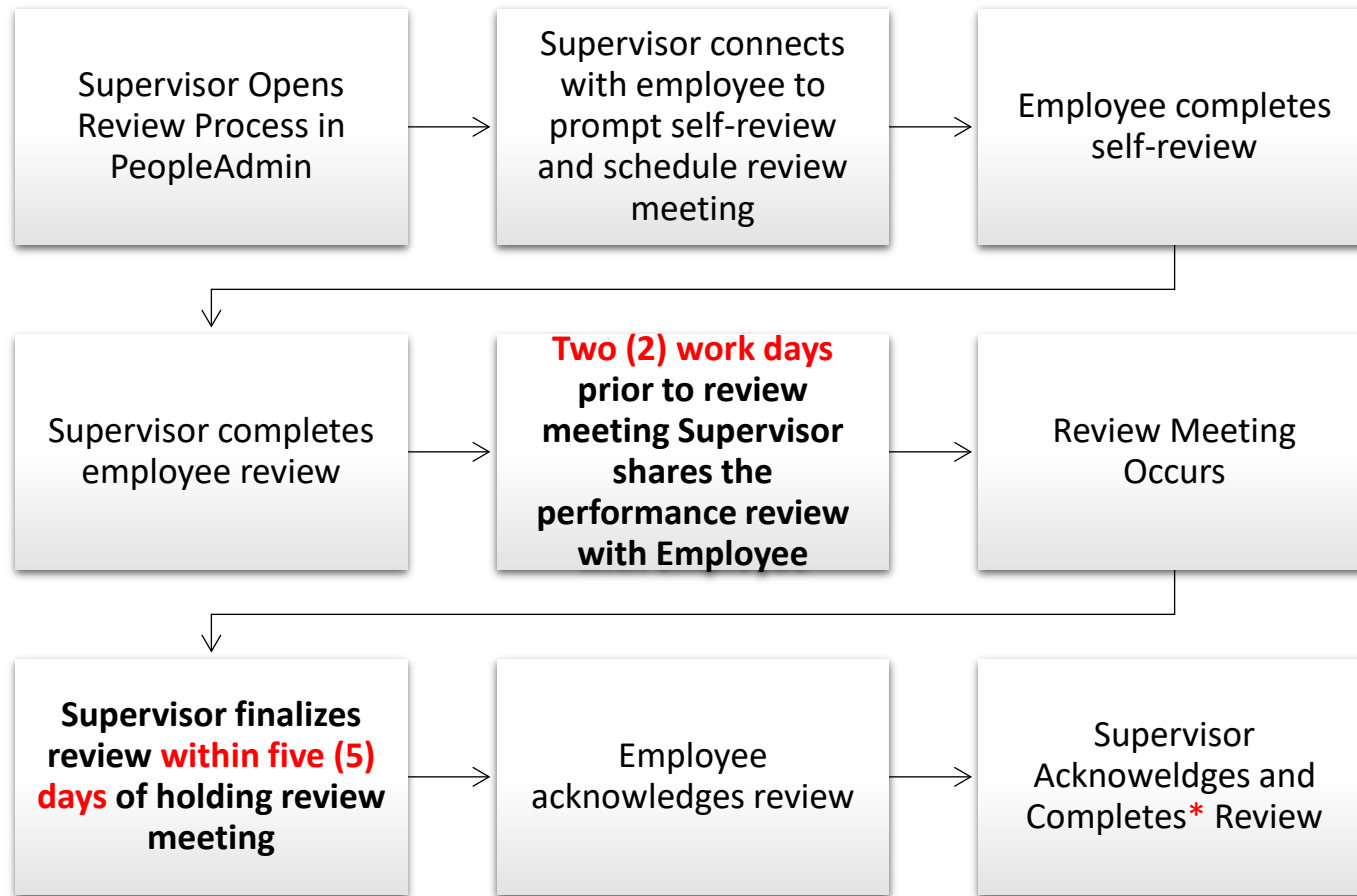 Supervisor Opens
Review Process in
PeopleAdmin
Supervisor connects
with employee to
prompt self-review
and schedule review
meeting
Employee completes
self-review
Supervisor completes
employee review
Two (2) work days
prior to review
meeting Supervisor
shares the
performance review
with Employee
Review Meeting
Occurs
Supervisor finalizes
review within five (5)
days of holding review
meeting
Employee
acknowledges review
Supervisor
Acknoweldges and
Completes* Review